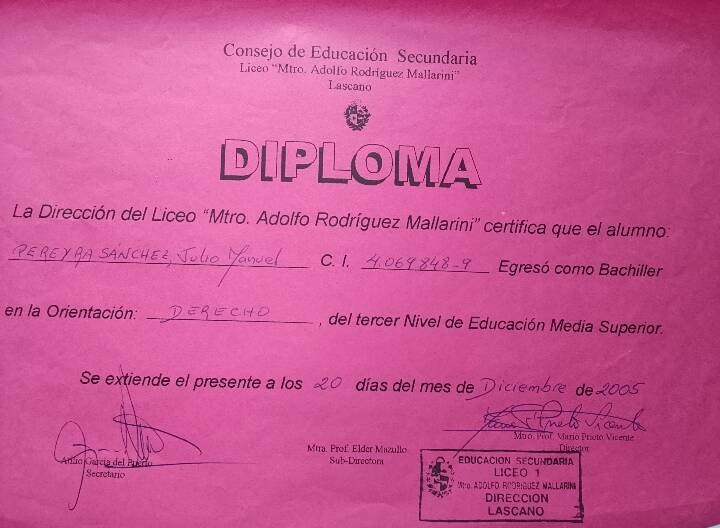 Consejo de Educación Secundaria
Liceo "Mtro. Adolfo Rodríguez Mallarini"
Lascano
DIPLOMA
La Dirección del Liceo "Mtro. Adolfo Rodríguez Mallarini" certifica que el alumno:
PEREYRA SÁNCHEZ, Julio Manuel C. I. 4.069848-9 Egresó como Bachiller
en la Orientación: DERECHO, del tercer Nivel de Educación Media Superior.
Se extiende el presente a los 20 días del mes de Diciembre de 2005
García del
Secretario
Mtra. Prof. Elder Mazullo
Sub-Directora
Mtro. Prof. Mario Prieto Vicente
Director
EDUCACION SECUNDARIA
LICEO 1
Mtro. ADOLFO RODRIGUEZ MALLARINI
DIRECCION
LASCANO